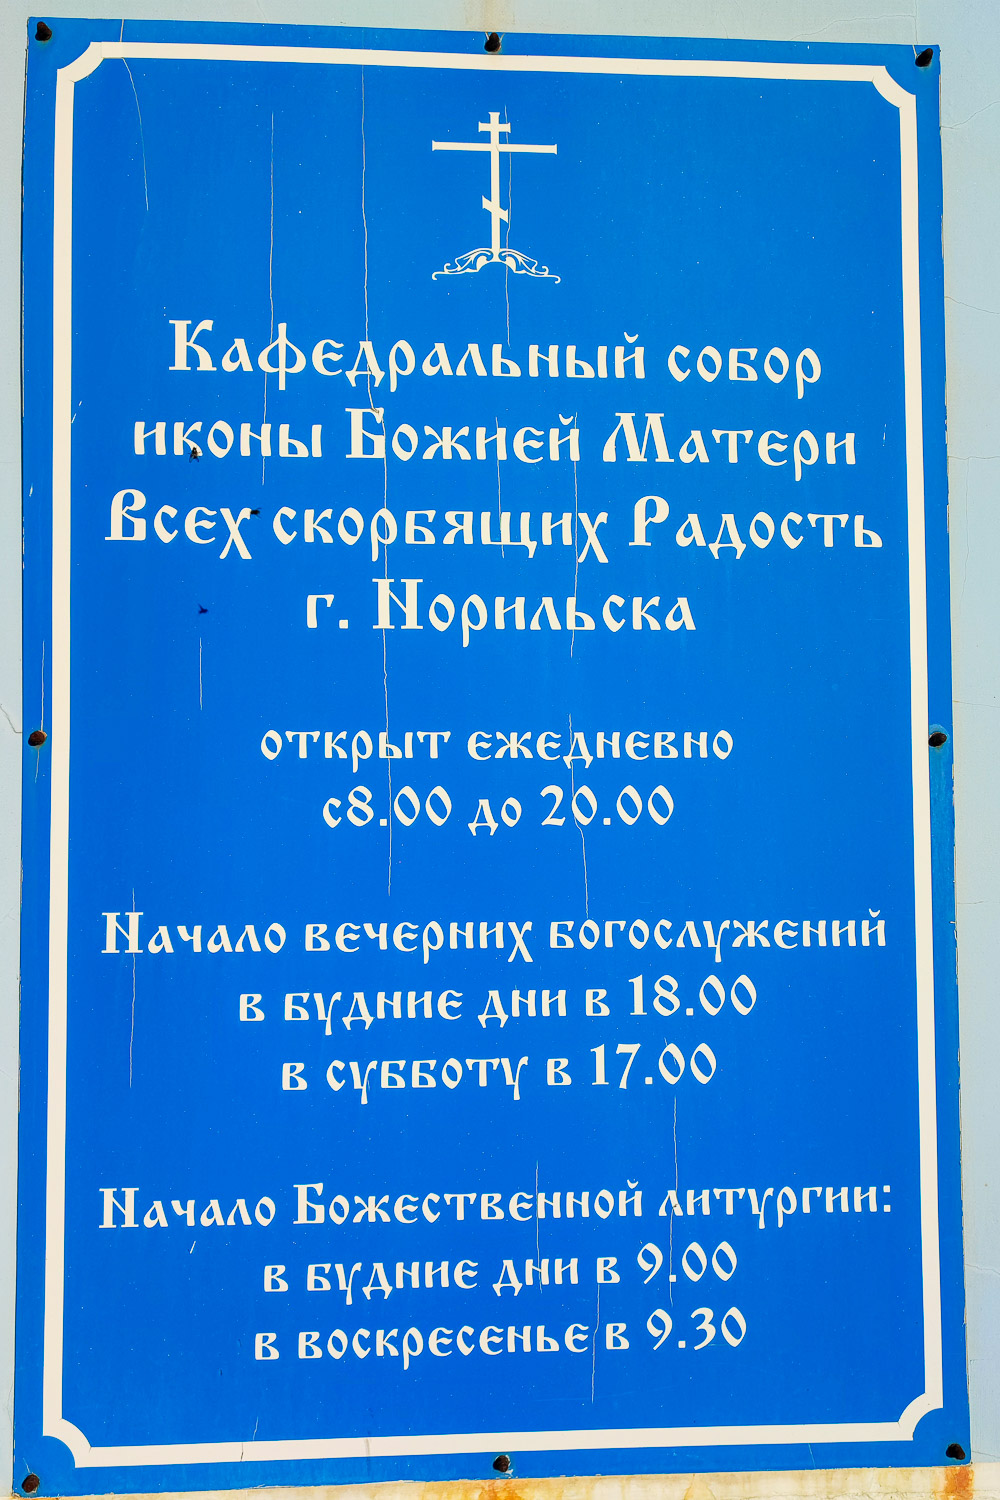 Кафедральный собор
иконы Божией Матери
Всех скорбящих Радость
г. Норильска
открыт ежедневно
с8.00 до 20.00
Начало вечерних богослужений
в будние дни в 18.00
в субботу в 17.00
Начало Божественной литургии:
в будние дни в 9.00
в воскресенье в 9.30